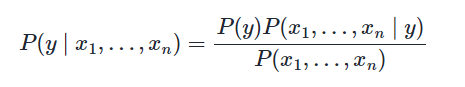 P(y | x₁, . . . , xₙ) = P(y)P(x₁, . . . , xₙ | y) / P(x₁, . . . , xₙ)